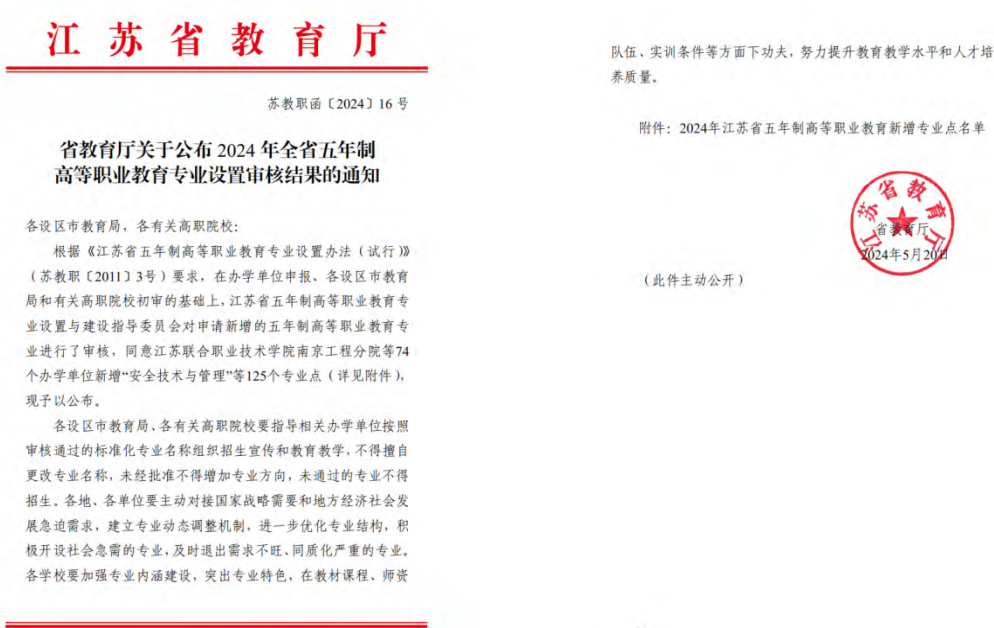 江苏省教育厅
苏教职函〔2024〕16号
省教育厅关于公布 2024 年全省五年制
高等职业教育专业设置审核结果的通知
各设区市教育局，各有关高职院校：
根据《江苏省五年制高等职业教育专业设置办法（试行）》
（苏教职〔2011〕3号）要求，在办学单位申报、各设区市教育
局和有关高职院校初审的基础上，江苏省五年制高等职业教育专
业设置与建设指导委员会对申请新增的五年制高等职业教育专
业进行了审核，同意江苏联合职业技术学院南京工程分院等74
个办学单位新增“安全技术与管理”等125个专业点（详见附件），
现予以公布。
各设区市教育局、各有关高职院校要指导相关办学单位按照
审核通过的标准化专业名称组织招生宣传和教育教学，不得擅自
更改专业名称，未经批准不得增加专业方向，未通过的专业不得
招生。各地、各单位要主动对接国家战略需要和地方经济社会发
展急迫需求，建立专业动态调整机制，进一步优化专业结构，积
极开设社会急需的专业，及时退出需求不旺、同质化严重的专业。
各学校要加强专业内涵建设，突出专业特色，在教材课程、师资
队伍、实训条件等方面下功夫，努力提升教育教学水平和人才培
养质量。
附件：2024年江苏省五年制高等职业教育新增专业点名单
江苏省教育厅
省教育厅
2024年5月20日
（此件主动公开）